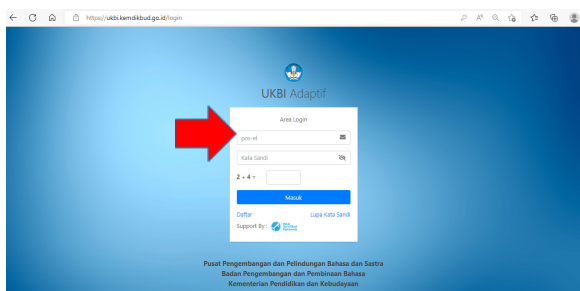 https://ukbi.kemdikbud.go.id/login
UKBI Adaptif
Area Login
pos-el
Kata Sandi
2 + 4 =
Masuk
Daftar
Lupa Kata Sandi
Support By :
Pusat Pengembangan dan Pelindungan Bahasa dan Sastra
Badan Pengembangan dan Pembinaan Bahasa
Kementerian Pendidikan dan Kebudayaan